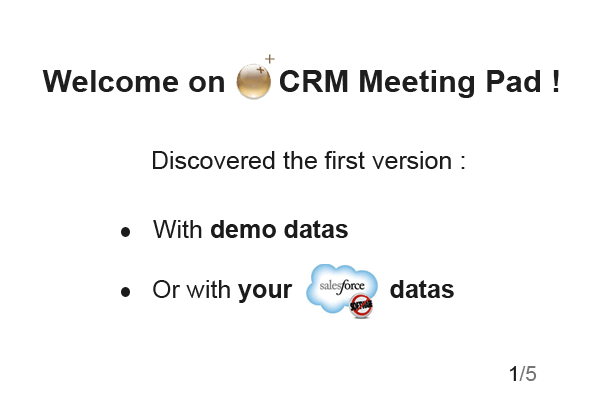 Welcome on CRM Meeting Pad !
Discovered the first version :
● With demo datas
● Or with your salesforce SOFTWARE datas
1/5